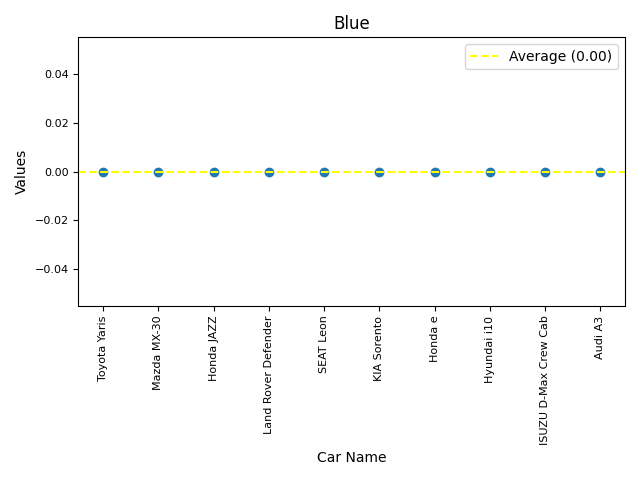 Blue
Average (0.00)
Values
0.04
0.02
0.00
−0.02
−0.04
Toyota Yaris
Mazda MX-30
Honda JAZZ
Land Rover Defender
SEAT Leon
KIA Sorento
Honda e
Hyundai i10
ISUZU D-Max Crew Cab
Audi A3
Car Name